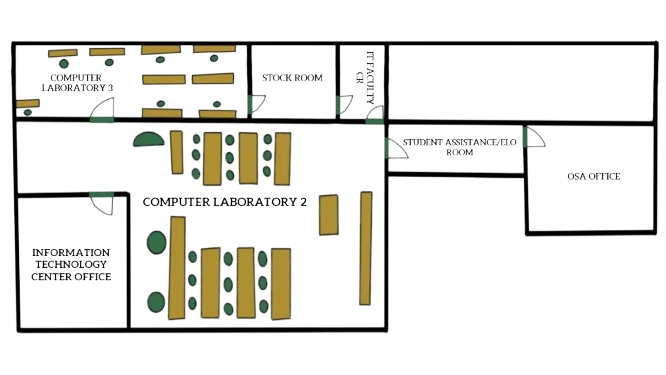 COMPUTER
LABORATORY 3
STOCK ROOM
IT FACULTY
CR
STUDENT ASSISTANCE/ELO
ROOM
OSA OFFICE
COMPUTER LABORATORY 2
INFORMATION
TECHNOLOGY
CENTER OFFICE